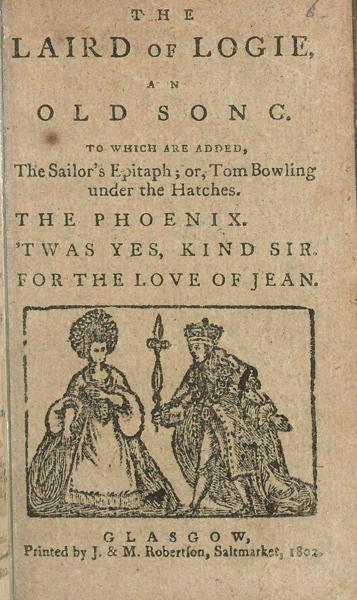 6
THE
LAIRD OF LOGIE,
AN
OLD SONG.
TO WHICH ARE ADDED,
The Sailor's Epitaph; or, Tom Bowling
under the Hatches.
THE PHOENIX.
'TWAS YES, KIND SIR.
FOR THE LOVE OF JEAN.
GLASGOW,
Printed by J. & M. Robertſon, Saltmarket, 1802.